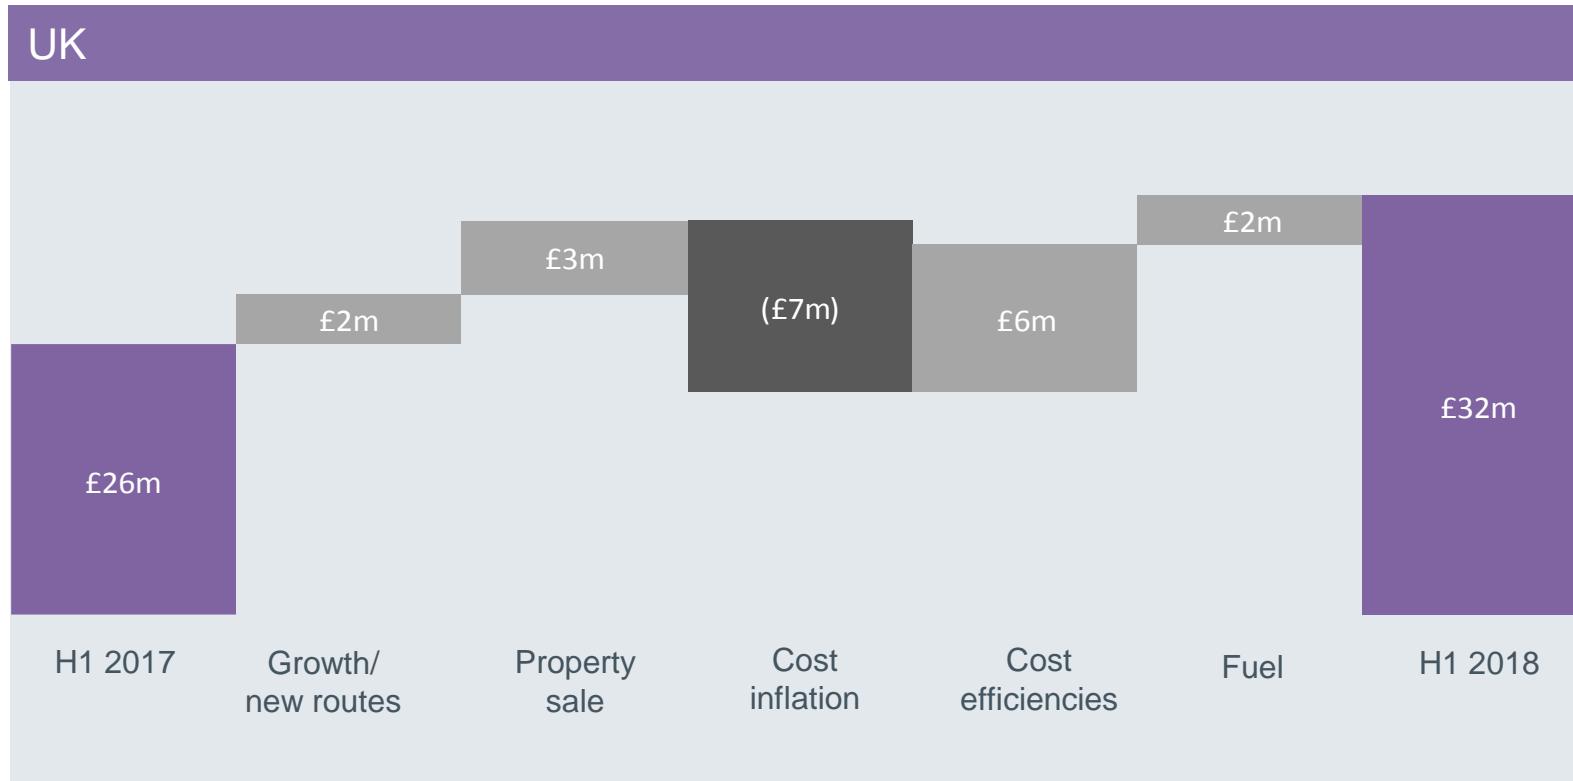 UK
£26m
£2m
£3m
(£7m)
£6m
£2m
£32m
H1 2017
Growth/
new routes
Property
sale
Cost
inflation
Cost
efficiencies
Fuel
H1 2018